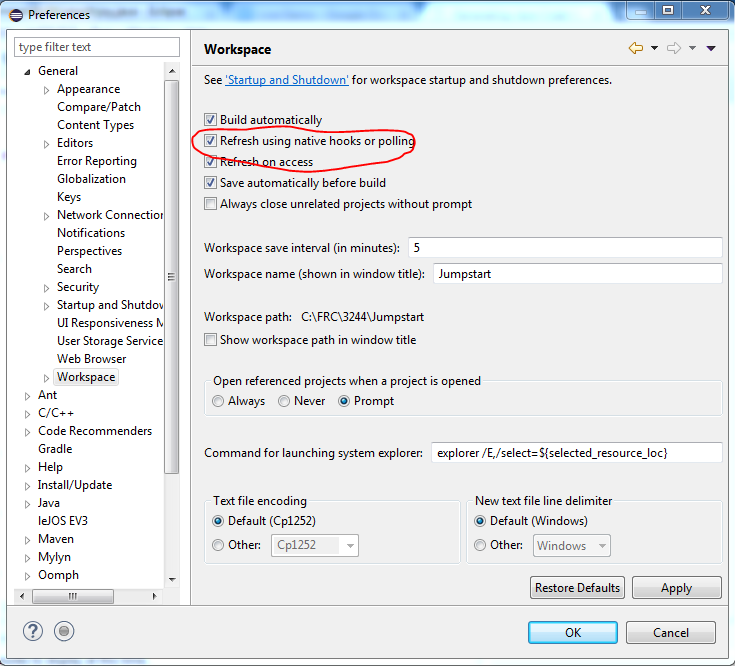 Preferences
type filter text
General
Appearance
Compare/Patch
Content Types
Editors
Error Reporting
Globalization
Keys
Network Connection
Notifications
Perspectives
Search
Security
Startup and Shutdow
UI Responsiveness M
User Storage Service
Web Browser
Workspace
Ant
C/C++
Code Recommenders
Gradle
Help
Install/Update
Java
leJOS EV3
Maven
Mylyn
Oomph
Workspace
See 'Startup and Shutdown' for workspace startup and shutdown preferences.
Build automatically
Refresh using native hooks or polling
Refresh on access
Save automatically before build
Always close unrelated projects without prompt
Workspace save interval (in minutes): 5
Workspace name (shown in window title): Jumpstart
Workspace path: C:\FRC\3244\Jumpstart
Show workspace path in window title
Open referenced projects when a project is opened
Always Never Prompt
Command for launching system explorer: explorer /E,/select=${selected_resource_loc}
Text file encoding
Default (Cp1252)
Other: Cp1252
New text file line delimiter
Default (Windows)
Other: Windows
Restore Defaults Apply
OK Cancel